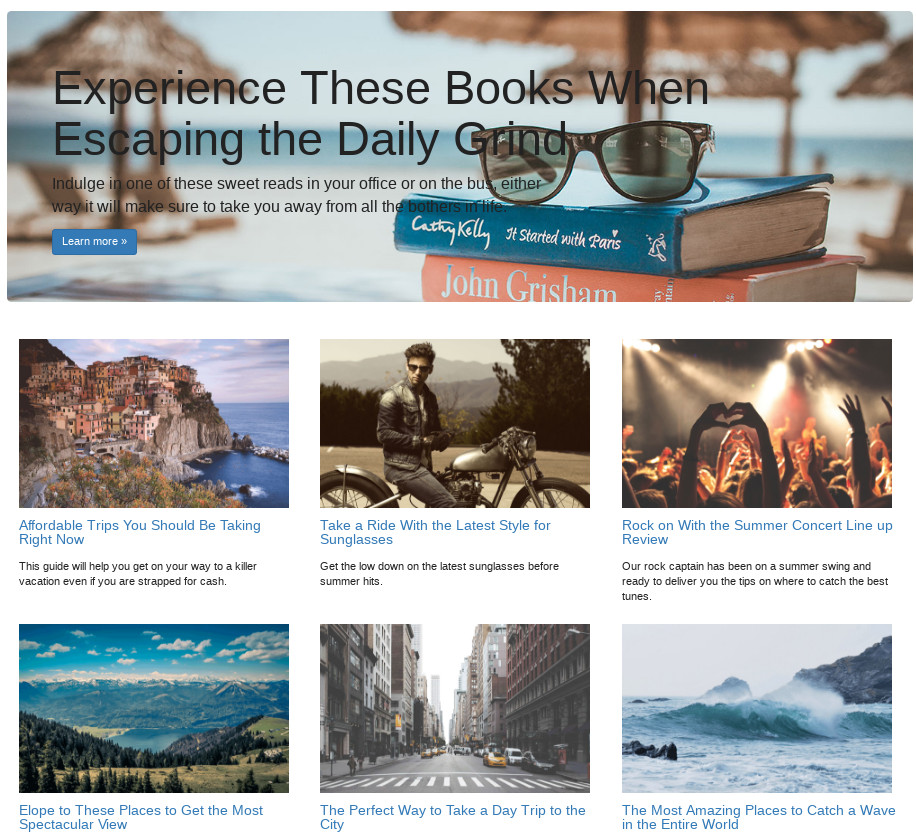 Experience These Books When
Escaping the Daily Grind
Indulge in one of these sweet reads in your office or on the bus, either
way it will make sure to take you away from all the bothers in life.
Learn more »
Cathy Kelly It Started with Paris
John Grisham
Affordable Trips You Should Be Taking
Right Now
This guide will help you get on your way to a killer
vacation even if you are strapped for cash.
Take a Ride With the Latest Style for
Sunglasses
Get the low down on the latest sunglasses before
summer hits.
Rock on With the Summer Concert Line up
Review
Our rock captain has been on a summer swing and
ready to deliver you the tips on where to catch the best
tunes.
Elope to These Places to Get the Most
Spectacular View
The Perfect Way to Take a Day Trip to the
City
The Most Amazing Places to Catch a Wave
in the Entire World